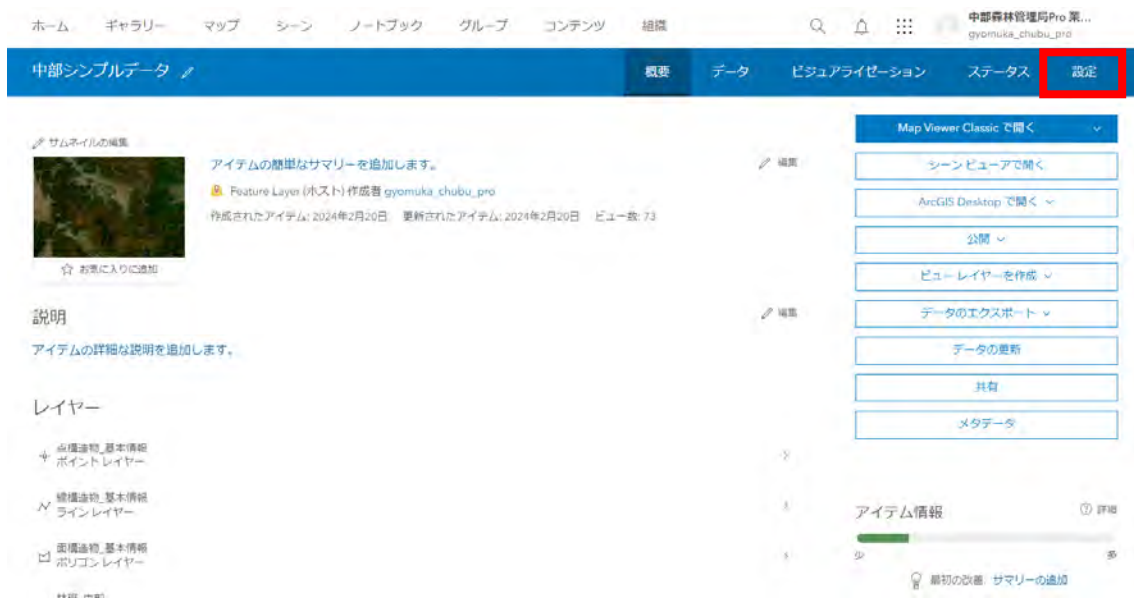 ホーム ギャラリー マップ シーン ノートブック グループ コンテンツ 組織
中部森林管理局Pro 業...
gyomuka_chubu_pro
中部シンプルデータ
概要 データ ビジュアライゼーション ステータス 設定
サムネイルの編集
アイテムの簡単なサマリーを追加します。
編集
Feature Layer (ホスト) 作成者 gyomuka_chubu_pro
作成されたアイテム: 2024年2月20日 更新されたアイテム: 2024年2月20日 ビュー数: 73
お気に入りに追加
説明
編集
アイテムの詳細な説明を追加します。
レイヤー
点構造物_基本情報
ポイント レイヤー
線構造物_基本情報
ライン レイヤー
面構造物_基本情報
ポリゴン レイヤー
Map Viewer Classic で開く
シーン ビューアで開く
ArcGIS Desktop で開く
公開
ビュー レイヤーを作成
データのエクスポート
データの更新
共有
メタデータ
アイテム情報
詳細
少 多
最初の改善: サマリーの追加